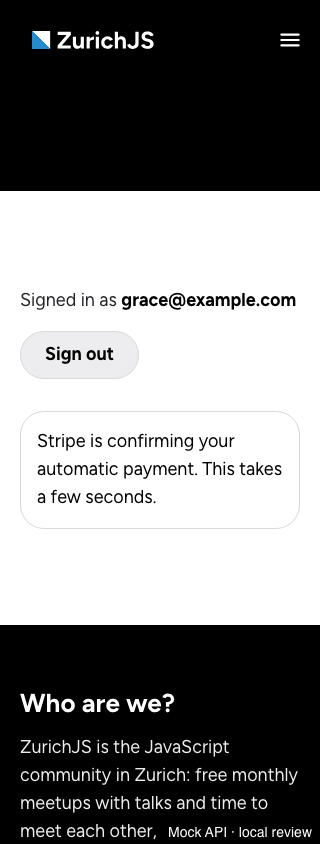 ZurichJS
Signed in as grace@example.com
Sign out
Stripe is confirming your
automatic payment. This takes
a few seconds.
Who are we?
ZurichJS is the JavaScript
community in Zurich: free monthly
meetups with talks and time to
meet each other,
Mock API · local review